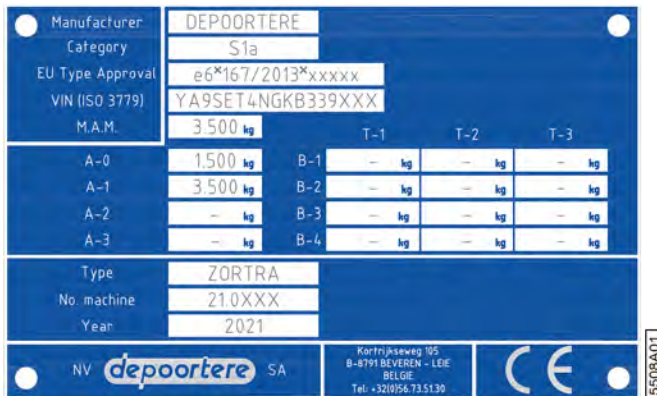 Manufacturer DEPOORTERE
Category S1a
EU Type Approval e6*167/2013*xxxxx
VIN (ISO 3779) YA9SET4NGKB339XXX
M.A.M. 3.500 kg T-1 T-2 T-3
A-0 1.500 kg B-1 - kg - kg - kg
A-1 3.500 kg B-2 - kg - kg - kg
A-2 - kg B-3 - kg - kg - kg
A-3 - kg B-4 - kg - kg - kg
Type ZORTRA
No. machine 21.0XXX
Year 2021
NV depoortere SA
Kortrijkseweg 105
B-8791 BEVEREN - LEIE
BELGIE
Tel: +32(0)56.73.51.30
CE
5508A01